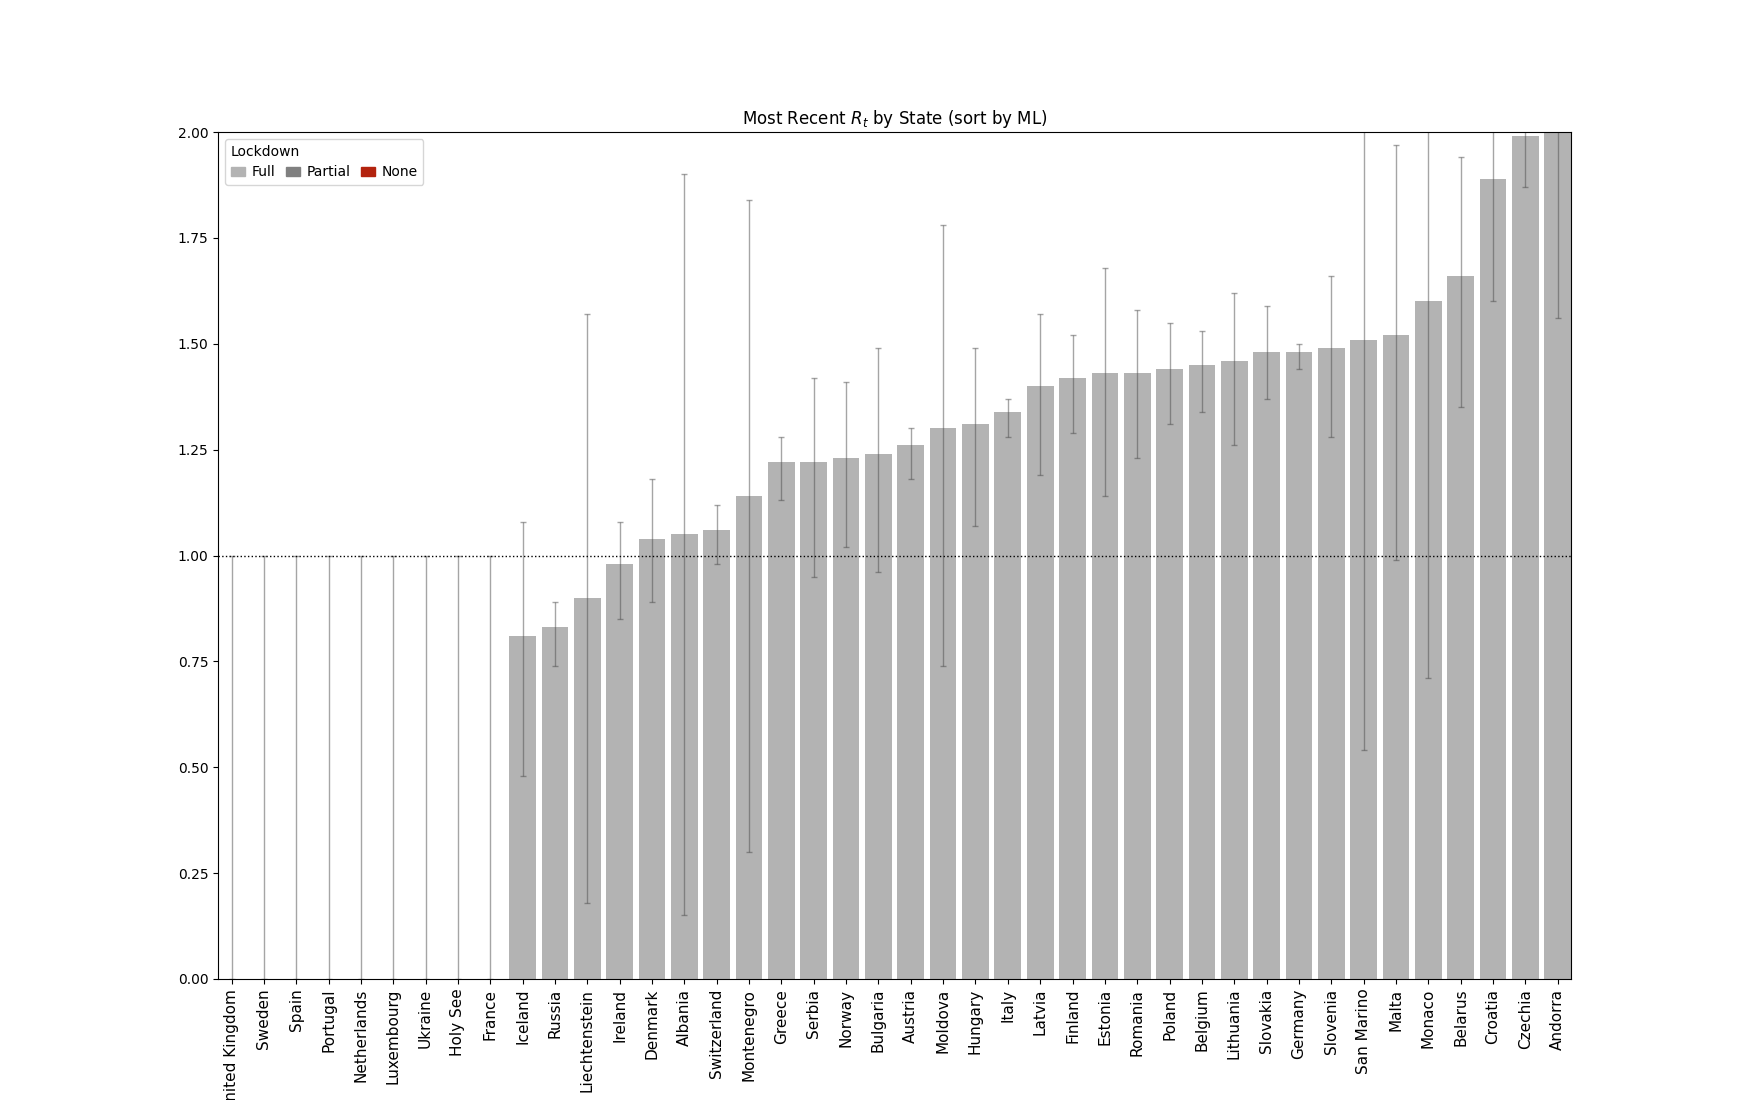 Most Recent R_t by State (sort by ML)
Lockdown
Full Partial None
2.00
1.75
1.50
1.25
1.00
0.75
0.50
0.25
0.00
nited Kingdom
Sweden
Spain
Portugal
Netherlands
Luxembourg
Ukraine
Holy See
France
Iceland
Russia
Liechtenstein
Ireland
Denmark
Albania
Switzerland
Montenegro
Greece
Serbia
Norway
Bulgaria
Austria
Moldova
Hungary
Italy
Latvia
Finland
Estonia
Romania
Poland
Belgium
Lithuania
Slovakia
Germany
Slovenia
San Marino
Malta
Monaco
Belarus
Croatia
Czechia
Andorra